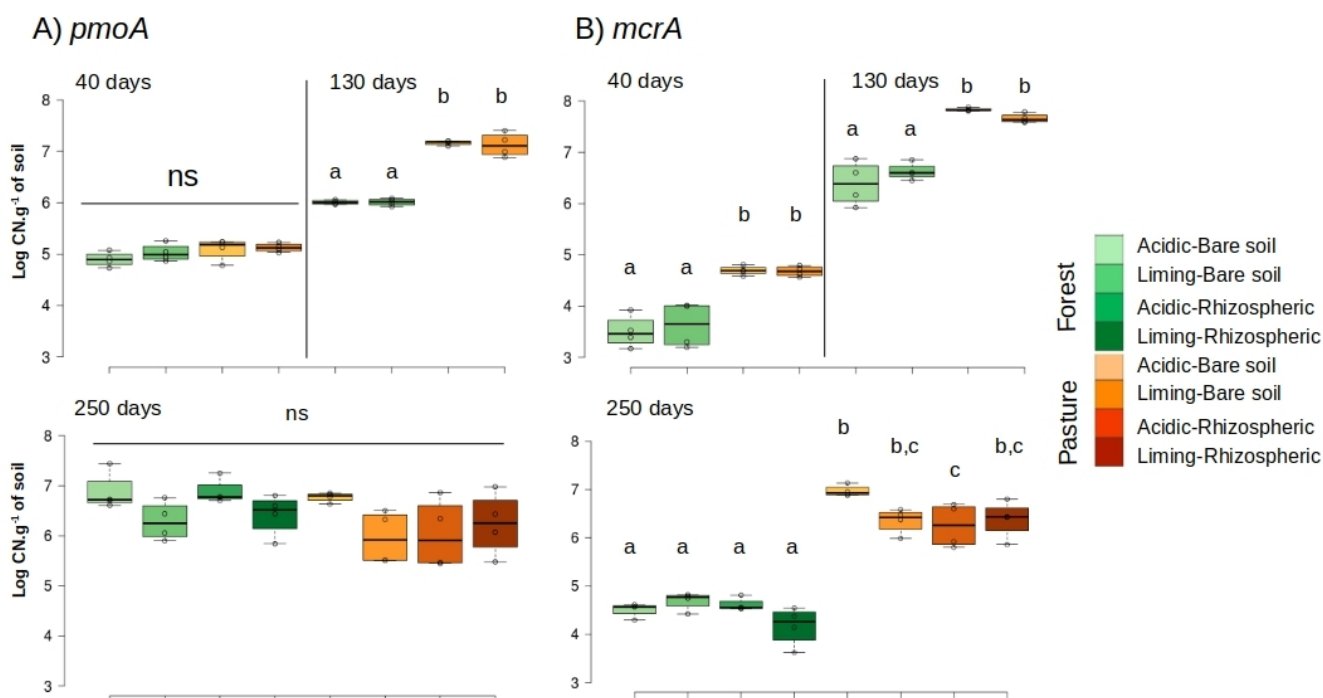 A) pmoA
B) mcrA
40 days
130 days
b
b
8
7
6
5
4
3
Log CN.g⁻¹ of soil
ns
a
a
40 days
130 days
b
b
8
7
6
5
4
3
a
a
b
b
a
a
250 days
ns
8
7
6
5
4
3
Log CN.g⁻¹ of soil
250 days
b
b,c
c
b,c
8
7
6
5
4
3
a
a
a
a
Forest
Acidic-Bare soil
Liming-Bare soil
Acidic-Rhizospheric
Liming-Rhizospheric
Pasture
Acidic-Bare soil
Liming-Bare soil
Acidic-Rhizospheric
Liming-Rhizospheric